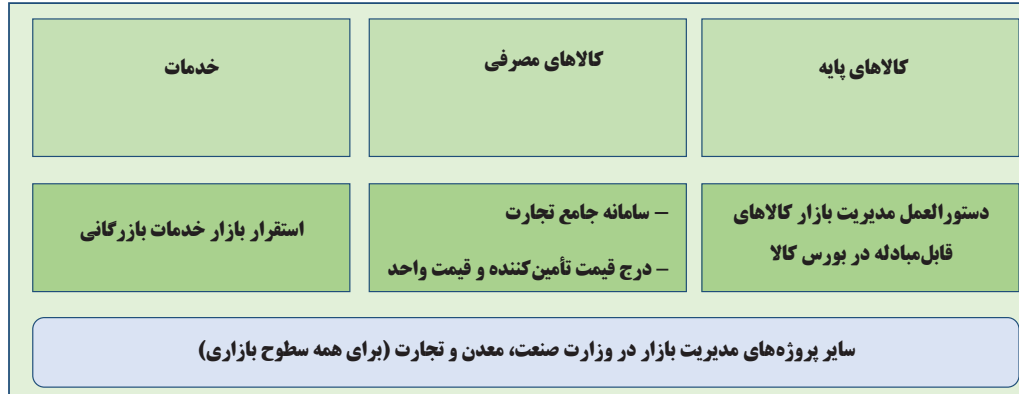 کالاهای پایه
کالاهای مصرفی
خدمات
دستورالعمل مدیریت بازار کالاهای
قابل‌مبادله در بورس کالا
– سامانه جامع تجارت
– درج قیمت تأمین‌کننده و قیمت واحد
استقرار بازار خدمات بازرگانی
سایر پروژه‌های مدیریت بازار در وزارت صنعت، معدن و تجارت (برای همه سطوح بازاری)